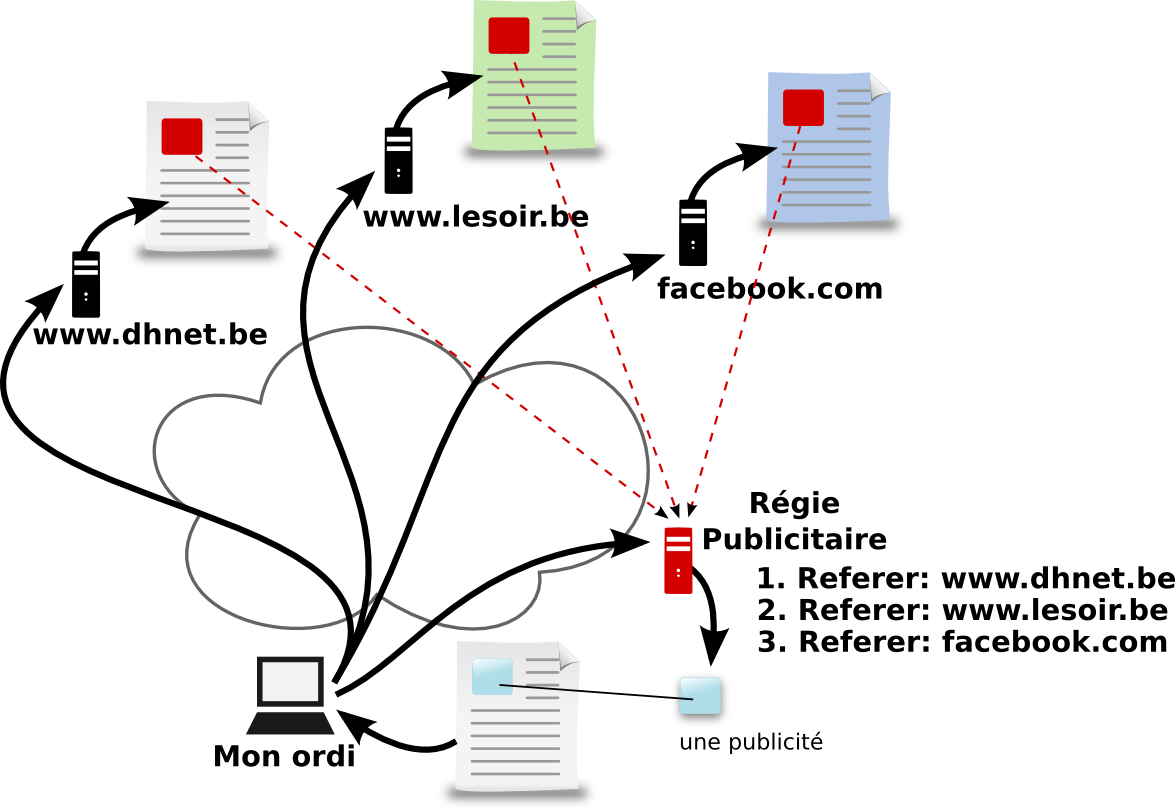 www.lesoir.be
facebook.com
www.dhnet.be
Régie
Publicitaire
1. Referer: www.dhnet.be
2. Referer: www.lesoir.be
3. Referer: facebook.com
une publicité
Mon ordi